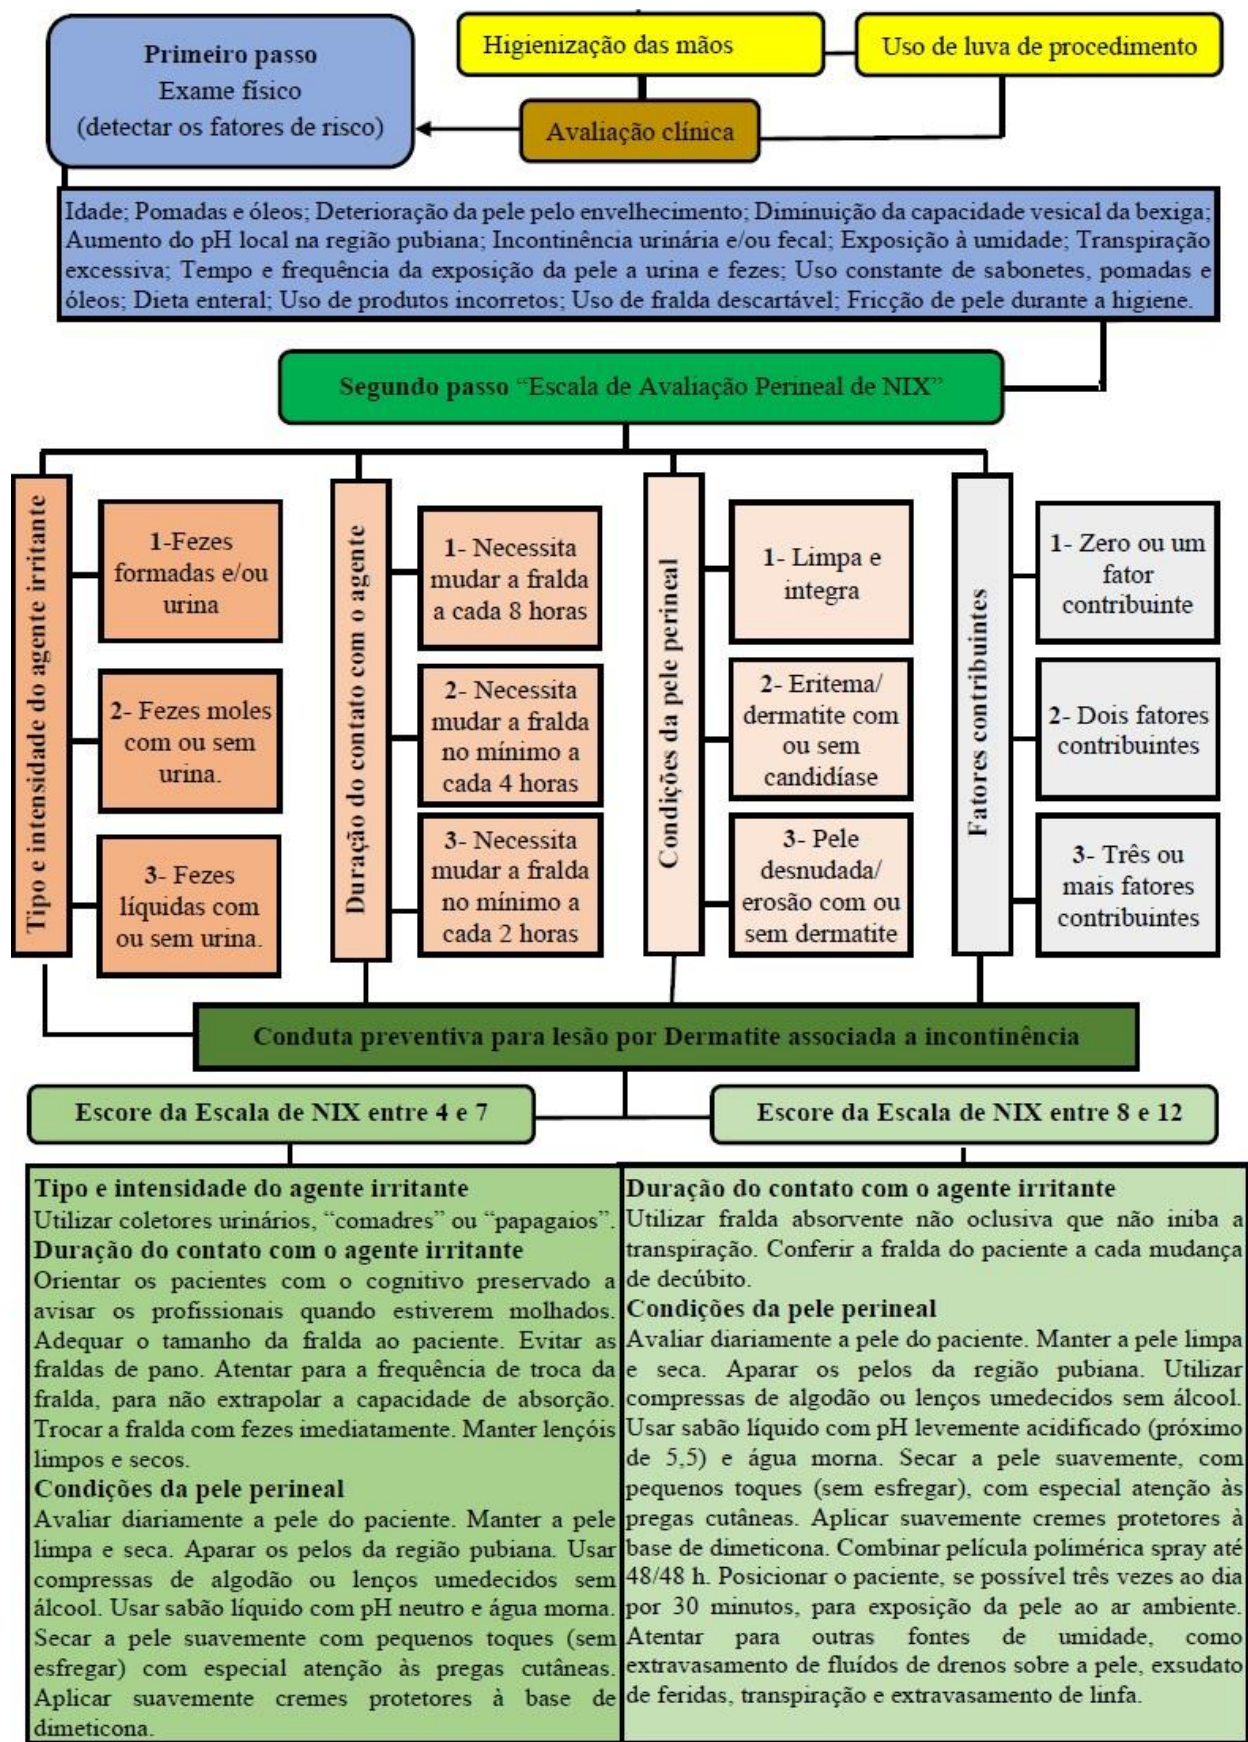 Primeiro passo
Exame físico
(detectar os fatores de risco)
Higienização das mãos
Uso de luva de procedimento
Avaliação clínica
Idade; Pomadas e óleos; Deterioração da pele pelo envelhecimento; Diminuição da capacidade vesical da bexiga;
Aumento do pH local na região pubiana; Incontinência urinária e/ou fecal; Exposição à umidade; Transpiração
excessiva; Tempo e frequência da exposição da pele a urina e fezes; Uso constante de sabonetes, pomadas e
óleos; Dieta enteral; Uso de produtos incorretos; Uso de fralda descartável; Fricção de pele durante a higiene.
Segundo passo “Escala de Avaliação Perineal de NIX”
Tipo e intensidade do agente irritante
1-Fezes
formadas e/ou
urina
2- Fezes moles
com ou sem
urina.
3- Fezes
líquidas com
ou sem urina.
Duração do contato com o agente
1- Necessita
mudar a fralda
a cada 8 horas
2- Necessita
mudar a fralda
no mínimo a
cada 4 horas
3- Necessita
mudar a fralda
no mínimo a
cada 2 horas
Condições da pele perineal
1- Limpa e
integra
2- Eritema/
dermatite com
ou sem
candidíase
3- Pele
desnudada/
erosão com ou
sem dermatite
Fatores contribuintes
1- Zero ou um
fator
contribuinte
2- Dois fatores
contribuintes
3- Três ou
mais fatores
contribuintes
Conduta preventiva para lesão por Dermatite associada a incontinência
Escore da Escala de NIX entre 4 e 7
Tipo e intensidade do agente irritante
Utilizar coletores urinários, “comadres” ou “papagaios”.
Duração do contato com o agente irritante
Orientar os pacientes com o cognitivo preservado a
avisar os profissionais quando estiverem molhados.
Adequar o tamanho da fralda ao paciente. Evitar as
fraldas de pano. Atentar para a frequência de troca da
fralda, para não extrapolar a capacidade de absorção.
Trocar a fralda com fezes imediatamente. Manter lençóis
limpos e secos.
Condições da pele perineal
Avaliar diariamente a pele do paciente. Manter a pele
limpa e seca. Aparar os pelos da região pubiana. Usar
compressas de algodão ou lenços umedecidos sem
álcool. Usar sabão líquido com pH neutro e água morna.
Secar a pele suavemente com pequenos toques (sem
esfregar) com especial atenção às pregas cutâneas.
Aplicar suavemente cremes protetores à base de
dimeticona.
Escore da Escala de NIX entre 8 e 12
Duração do contato com o agente irritante
Utilizar fralda absorvente não oclusiva que não iniba a
transpiração. Conferir a fralda do paciente a cada mudança
de decúbito.
Condições da pele perineal
Avaliar diariamente a pele do paciente. Manter a pele limpa
e seca. Aparar os pelos da região pubiana. Utilizar
compressas de algodão ou lenços umedecidos sem álcool.
Usar sabão líquido com pH levemente acidificado (próximo
de 5,5) e água morna. Secar a pele suavemente, com
pequenos toques (sem esfregar), com especial atenção às
pregas cutâneas. Aplicar suavemente cremes protetores à
base de dimeticona. Combinar película polimérica spray até
48/48 h. Posicionar o paciente, se possível três vezes ao dia
por 30 minutos, para exposição da pele ao ar ambiente.
Atentar para outras fontes de umidade, como
extravasamento de fluídos de drenos sobre a pele, exsudato
de feridas, transpiração e extravasamento de linfa.